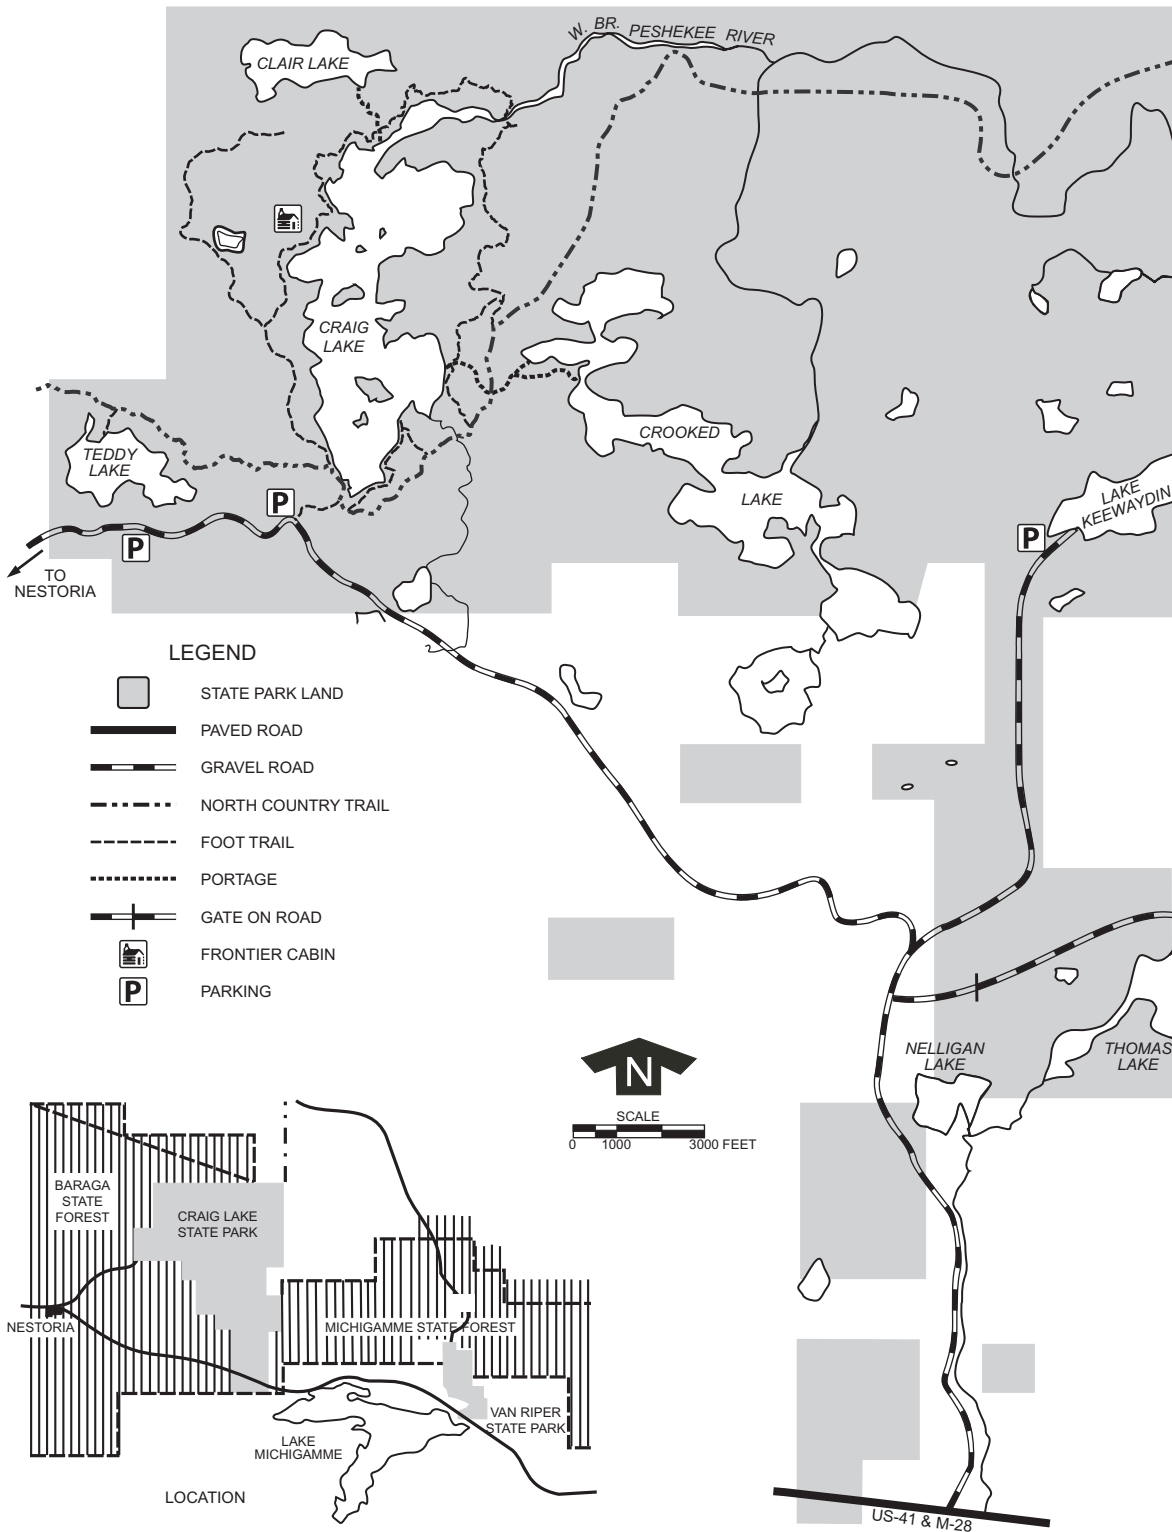 W. BR. PESHEKEE RIVER
CLAIR LAKE
CRAIG
LAKE
TEDDY
LAKE
CROOKED
LAKE
LAKE
KEEWAYDIN
P
P
P
TO
NESTORIA
LEGEND
STATE PARK LAND
PAVED ROAD
GRAVEL ROAD
NORTH COUNTRY TRAIL
FOOT TRAIL
PORTAGE
GATE ON ROAD
FRONTIER CABIN
P PARKING
N
SCALE
0 1000 3000 FEET
NELLIGAN
LAKE
THOMAS
LAKE
BARAGA
STATE
FOREST
CRAIG LAKE
STATE PARK
NESTORIA
MICHIGAMME STATE FOREST
VAN RIPER
STATE PARK
LAKE
MICHIGAMME
LOCATION
US-41 & M-28